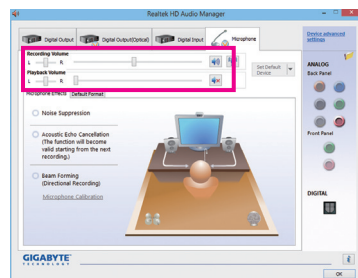 Realtek HD Audio Manager
Digital Output
Digital Output(Optical)
Digital Input
Microphone
Device advanced settings
Recording Volume
L R
Set Default Device
Playback Volume
L R
Microphone Effects
Default Format
Noise Suppression
Acoustic Echo Cancellation
(The function will become
valid starting from the next
recording.)
Beam Forming
(Directional Recording)
Microphone Calibration
ANALOG
Back Panel
Front Panel
DIGITAL
GIGABYTE
TECHNOLOGY
i
OK